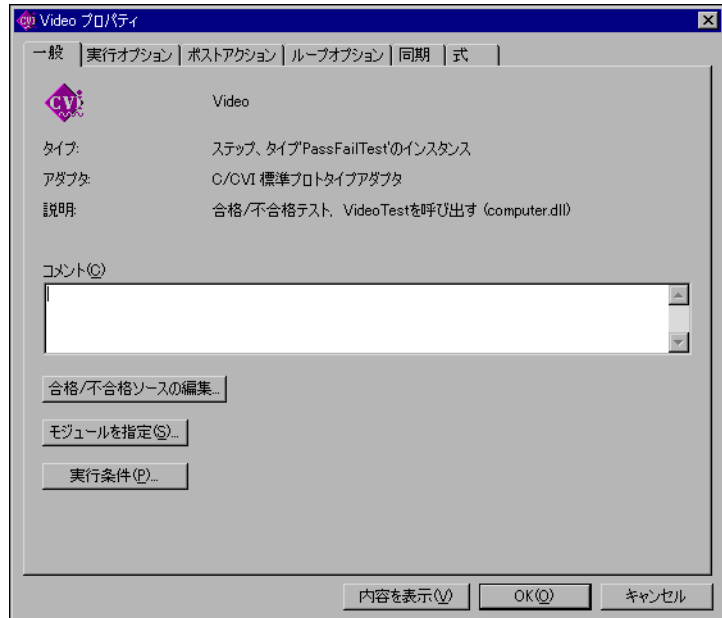 Video プロパティ
一般 実行オプション ポストアクション ループオプション 同期 式
CVI Video
タイプ: ステップ、タイプ'PassFailTest'のインスタンス
アダプタ: C/CVI 標準プロトタイプアダプタ
説明: 合格/不合格テスト, VideoTestを呼び出す (computer.dll)
コメント(C)
合格/不合格ソースの編集...
モジュールを指定(S)...
実行条件(P)...
内容を表示(V) OK(O) キャンセル